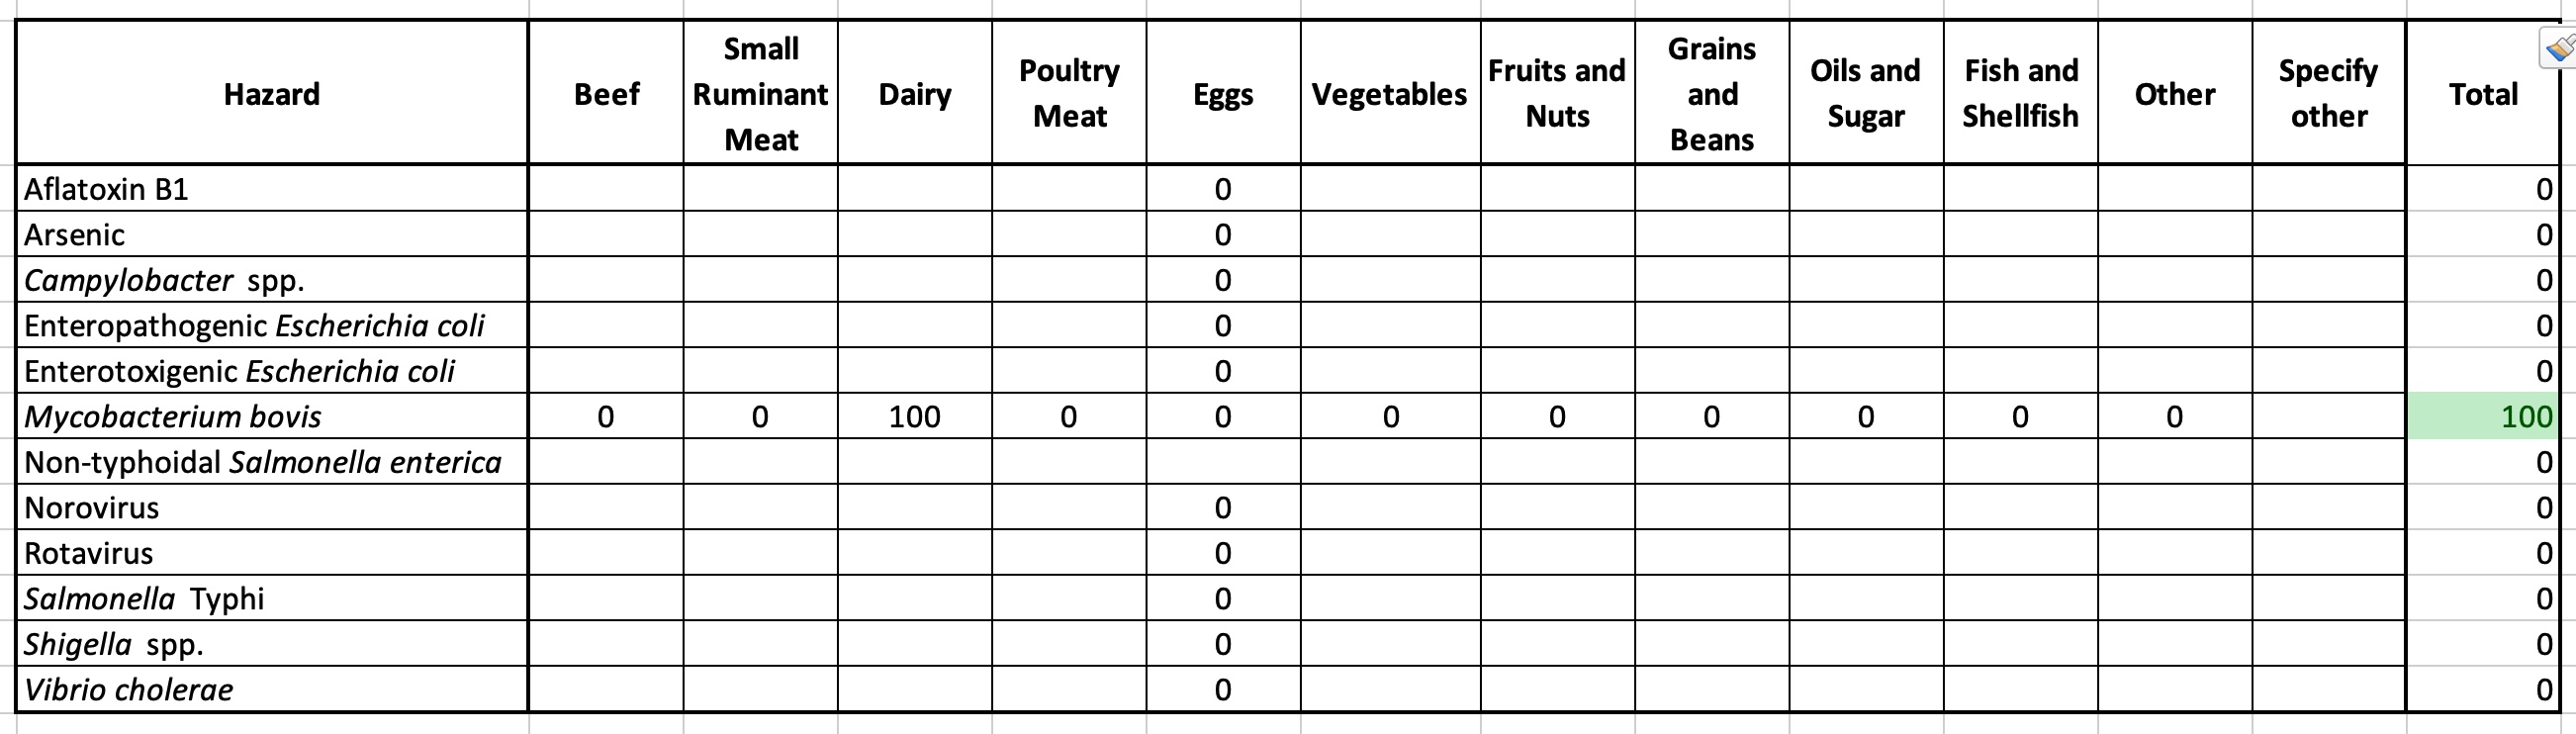 Hazard Beef Small Ruminant Meat Dairy Poultry Meat Eggs Vegetables Fruits and Nuts Grains and Beans Oils and Sugar Fish and Shellfish Other Specify other Total
Aflatoxin B1 0 0
Arsenic 0 0
Campylobacter spp. 0 0
Enteropathogenic Escherichia coli 0 0
Enterotoxigenic Escherichia coli 0 0
Mycobacterium bovis 0 0 100 0 0 0 0 0 0 0 0 100
Non-typhoidal Salmonella enterica 0
Norovirus 0 0
Rotavirus 0 0
Salmonella Typhi 0 0
Shigella spp. 0 0
Vibrio cholerae 0 0